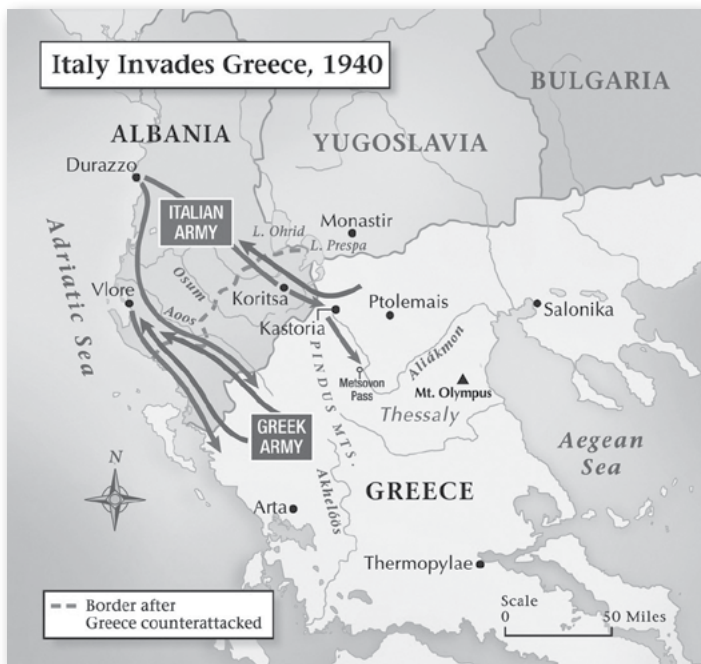 Italy Invades Greece, 1940
BULGARIA
ALBANIA
YUGOSLAVIA
Durazzo
ITALIAN
ARMY
L. Ohrid
Monastir
L. Prespa
Adriatic Sea
Osum
Vlore
Koritsa
Ptolemais
Salonika
Aoos
Kastoria
PINDUS MTS.
Aliákmon
Metsovon
Pass
Mt. Olympus
Thessaly
GREEK
ARMY
Aegean
Sea
N
Akhelóös
GREECE
Arta
Thermopylae
Border after
Greece counterattacked
Scale
0
50 Miles